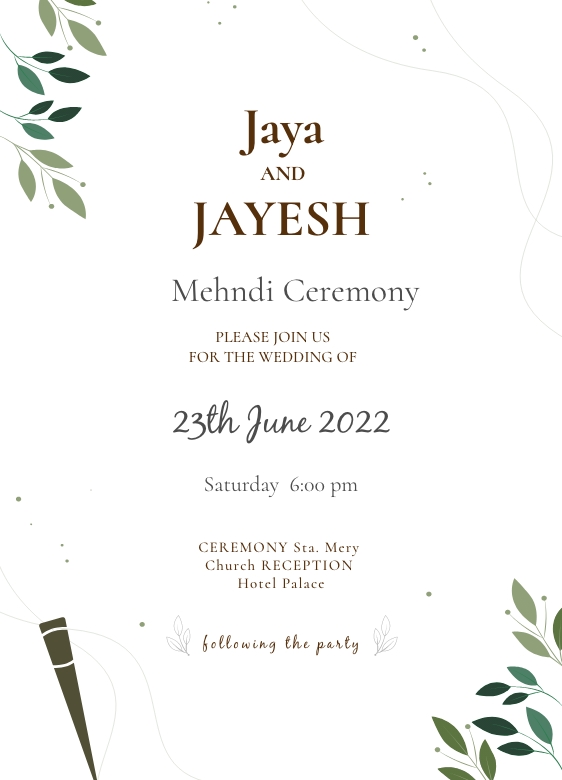 Jaya
AND
JAYESH
Mehndi Ceremony
PLEASE JOIN US
FOR THE WEDDING OF
23th June 2022
Saturday 6:00 pm
CEREMONY Sta. Mery
Church RECEPTION
Hotel Palace
following the party